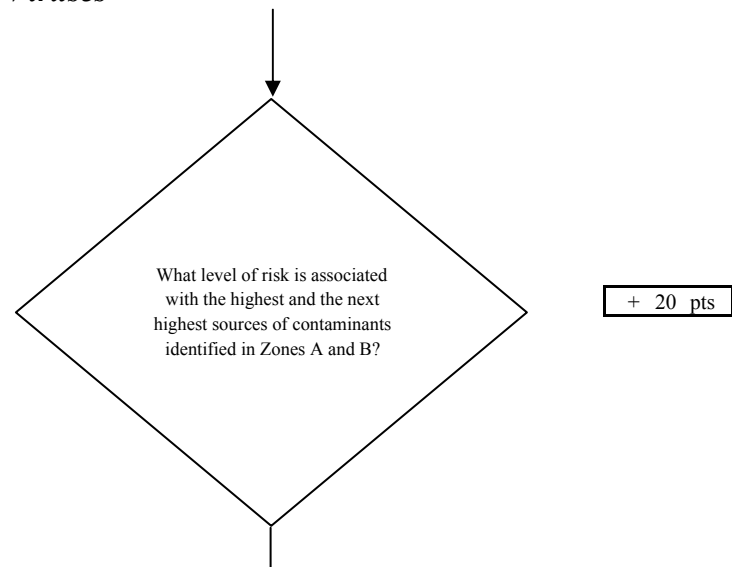 What level of risk is associated
with the highest and the next
highest sources of contaminants
identified in Zones A and B?
+ 20 pts